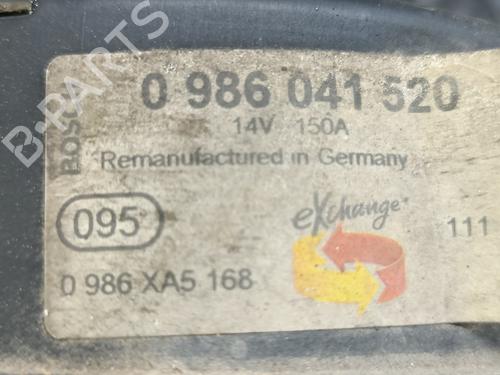 B-PARTS
BOSCH
0 986 041 520
14V 150A
Remanufactured in Germany
eXchange
095
111
0 986 XA5 168